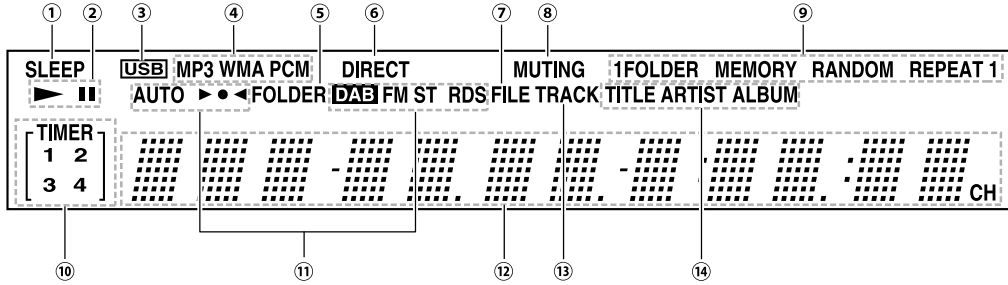 ① ② ③ ④ ⑤ ⑥ ⑦ ⑧ ⑨
SLEEP USB MP3 WMA PCM DIRECT MUTING 1FOLDER MEMORY RANDOM REPEAT 1
AUTO FOLDER DAB FM ST RDS FILE TRACK TITLE ARTIST ALBUM
TIMER
1 2
3 4
CH
⑩ ⑪ ⑫ ⑬ ⑭